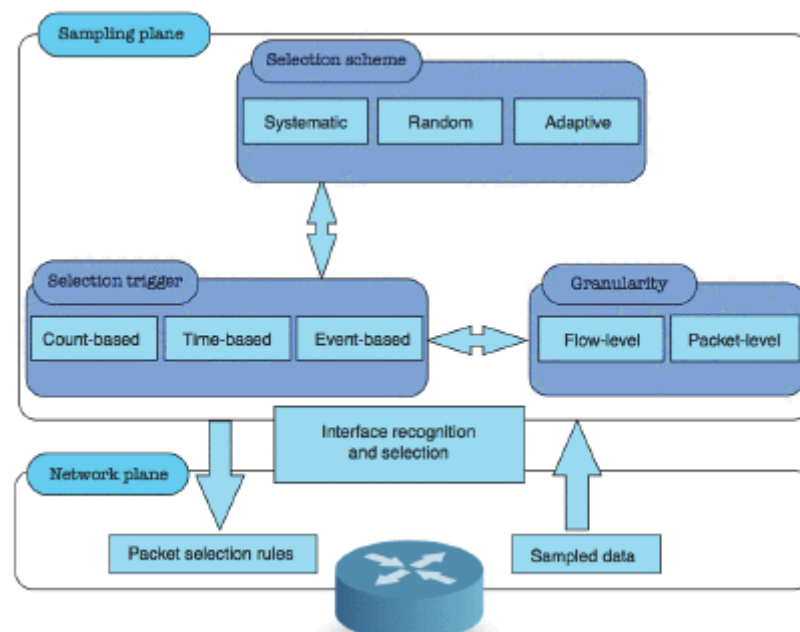 Sampling plane
Selection scheme
Systematic
Random
Adaptive
Selection trigger
Count-based
Time-based
Event-based
Granularity
Flow-level
Packet-level
Interface recognition
and selection
Network plane
Packet selection rules
Sampled data